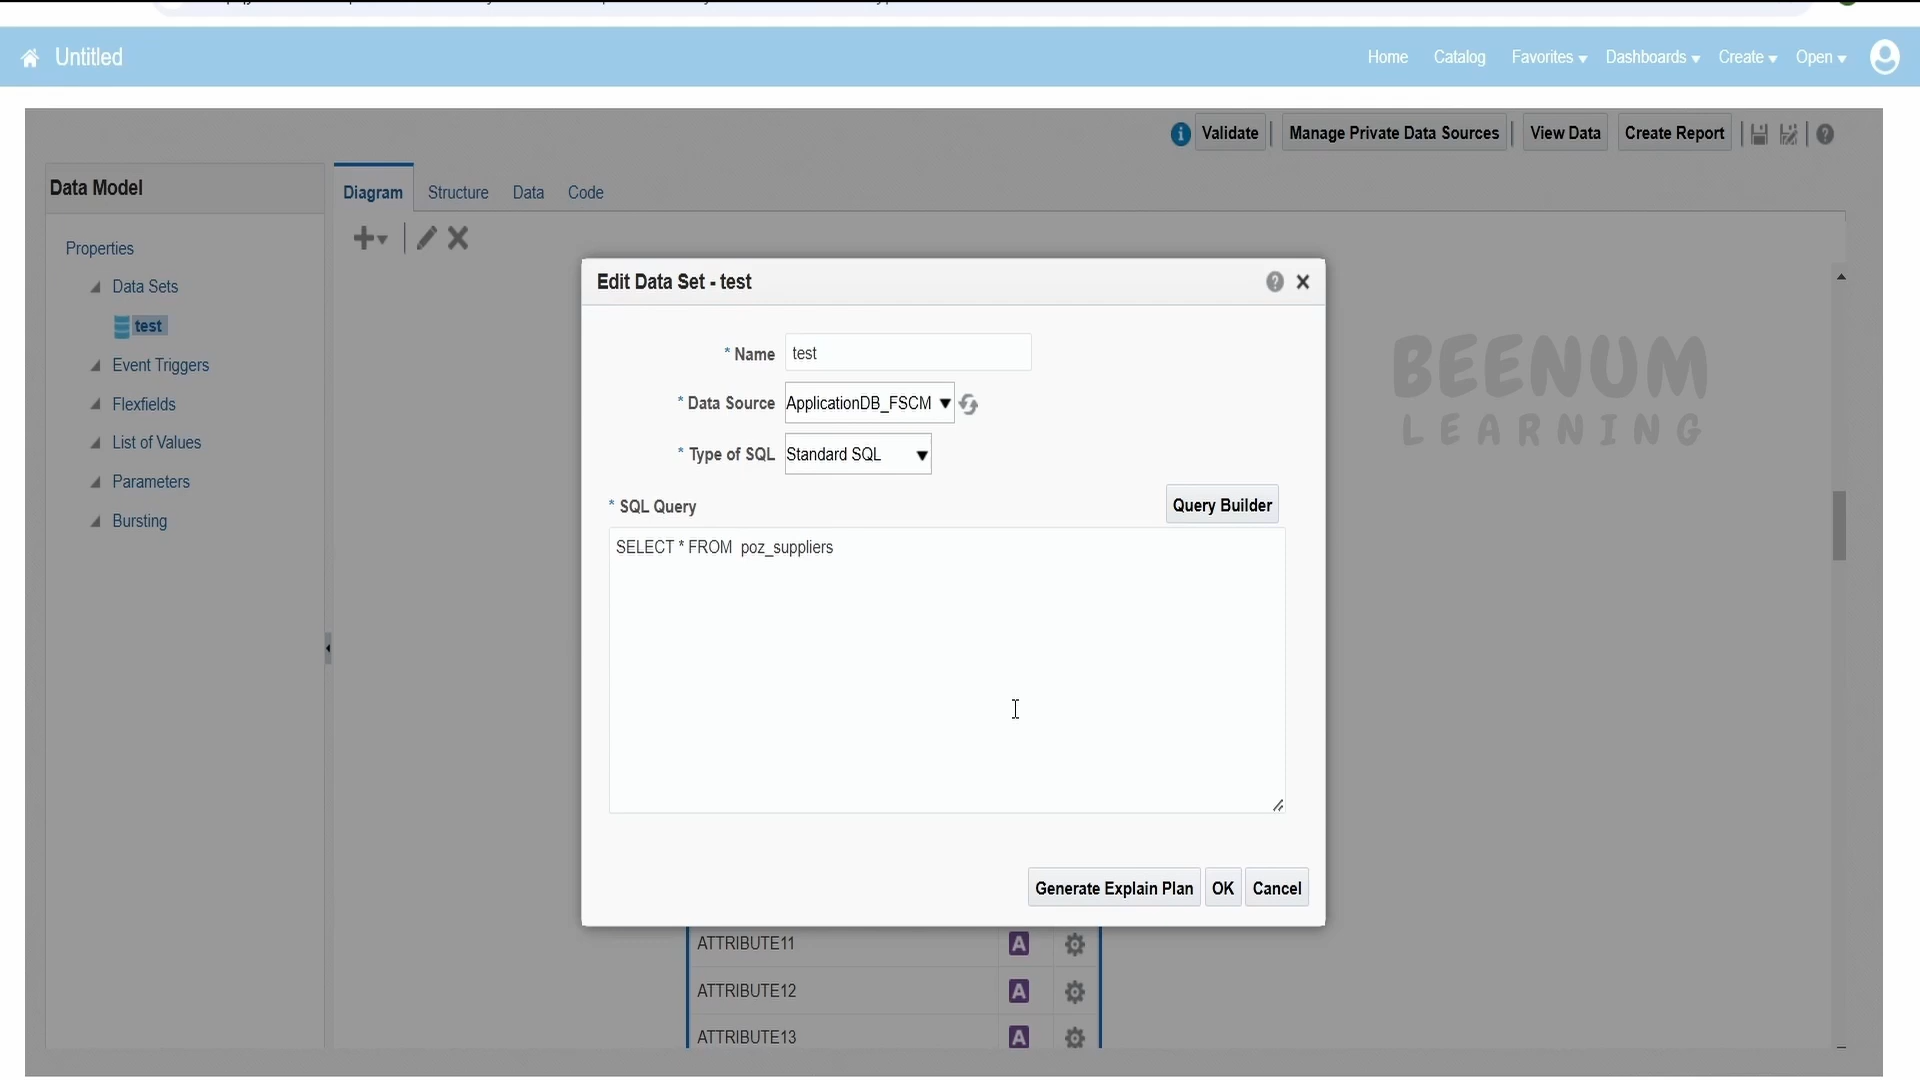 Untitled
Home Catalog Favorites Dashboards Create Open
Validate Manage Private Data Sources View Data Create Report
Data Model
Diagram Structure Data Code
Properties
Data Sets
test
Event Triggers
Flexfields
List of Values
Parameters
Bursting
Edit Data Set - test
* Name test
* Data Source ApplicationDB_FSCM
* Type of SQL Standard SQL
* SQL Query Query Builder
SELECT * FROM poz_suppliers
Generate Explain Plan OK Cancel
BEENUM
LEARNING
ATTRIBUTE11 A
ATTRIBUTE12 A
ATTRIBUTE13 A